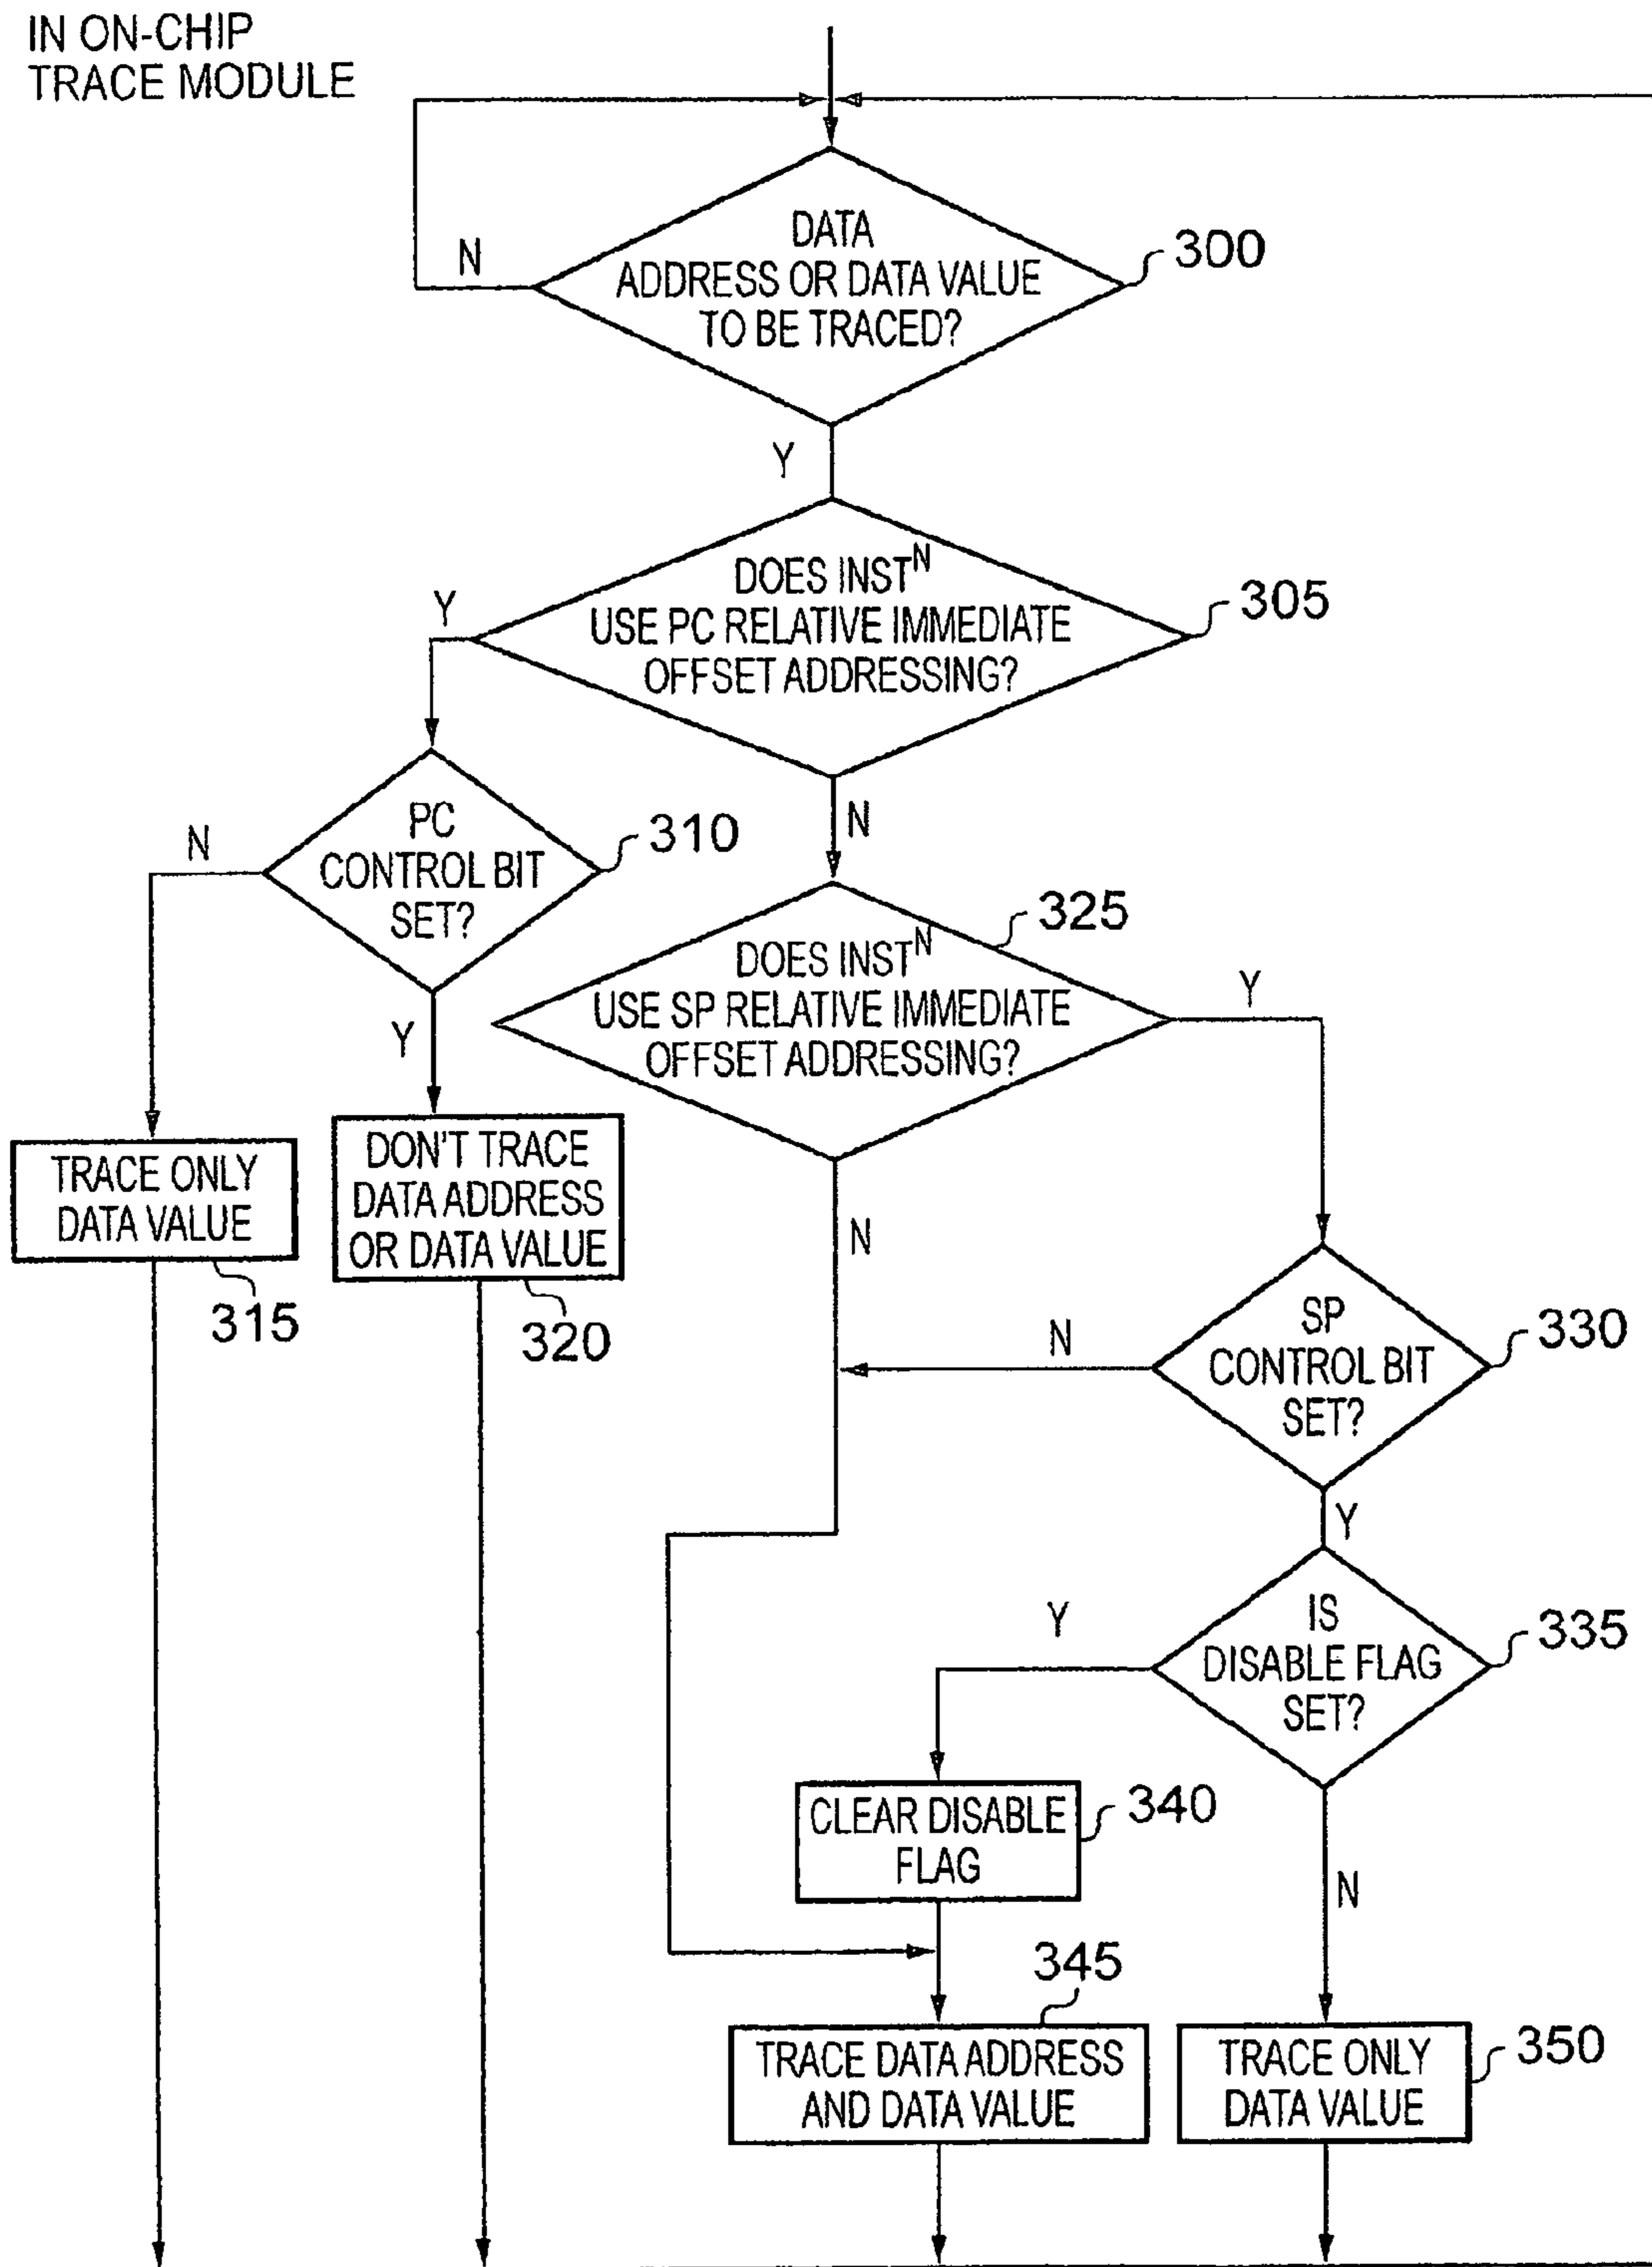 IN ON-CHIP
TRACE MODULE
DATA
ADDRESS OR DATA VALUE
TO BE TRACED?
300
N
Y
DOES INSTᴺ
USE PC RELATIVE IMMEDIATE
OFFSET ADDRESSING?
305
Y
N
PC
CONTROL BIT
SET?
310
N
Y
DOES INSTᴺ
USE SP RELATIVE IMMEDIATE
OFFSET ADDRESSING?
325
Y
N
TRACE ONLY
DATA VALUE
315
DON'T TRACE
DATA ADDRESS
OR DATA VALUE
320
SP
CONTROL BIT
SET?
330
N
Y
IS
DISABLE FLAG
SET?
335
Y
N
CLEAR DISABLE
FLAG
340
TRACE DATA ADDRESS
AND DATA VALUE
345
TRACE ONLY
DATA VALUE
350